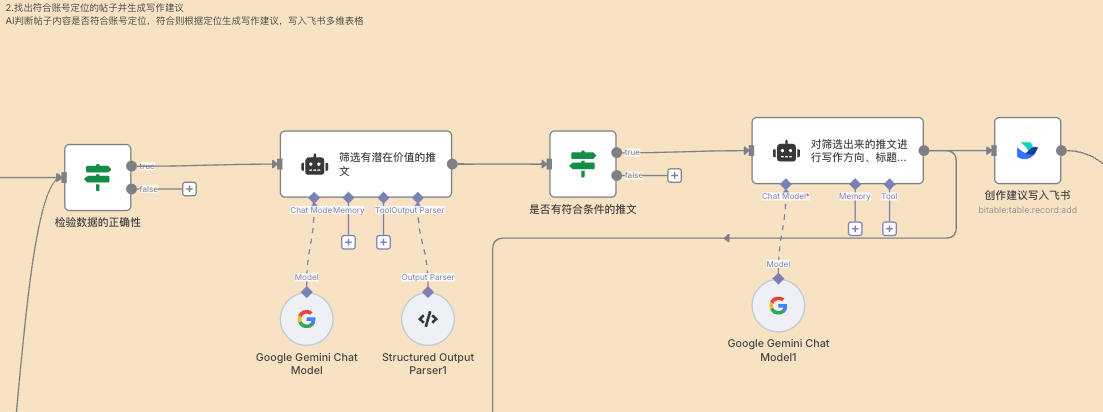 2.找出符合账号定位的帖子并生成写作建议
AI判断帖子内容是否符合账号定位，符合则根据定位生成写作建议，写入飞书多维表格
true
false
检验数据的正确性
筛选有潜在价值的推
文
Chat Mode
Memory
Tool
Output Parser
Model
Output Parser
Google Gemini Chat
Model
Structured Output
Parser1
true
false
是否有符合条件的推文
对筛选出来的推文进
行写作方向、标题...
Chat Model*
Memory
Tool
Model
Google Gemini Chat
Model1
创作建议写入飞书
bitable:table:record:add